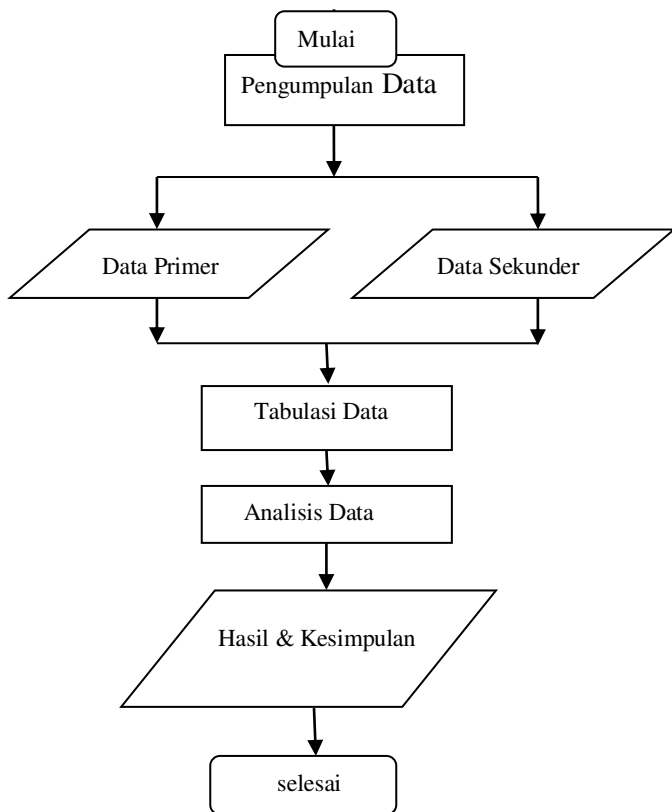 Mulai
Pengumpulan Data
Data Primer
Data Sekunder
Tabulasi Data
Analisis Data
Hasil & Kesimpulan
selesai